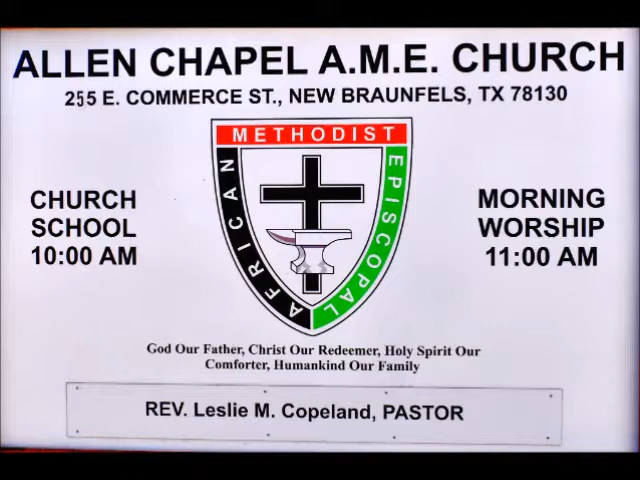 ALLEN CHAPEL A.M.E. CHURCH
255 E. COMMERCE ST., NEW BRAUNFELS, TX 78130
METHODIST
AFRICAN
EPISCOPAL
CHURCH
SCHOOL
10:00 AM
MORNING
WORSHIP
11:00 AM
God Our Father, Christ Our Redeemer, Holy Spirit Our
Comforter, Humankind Our Family
REV. Leslie M. Copeland, PASTOR